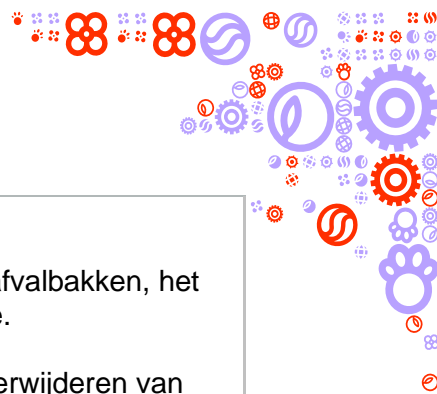 afvalbakken, het
.
erwijderen van